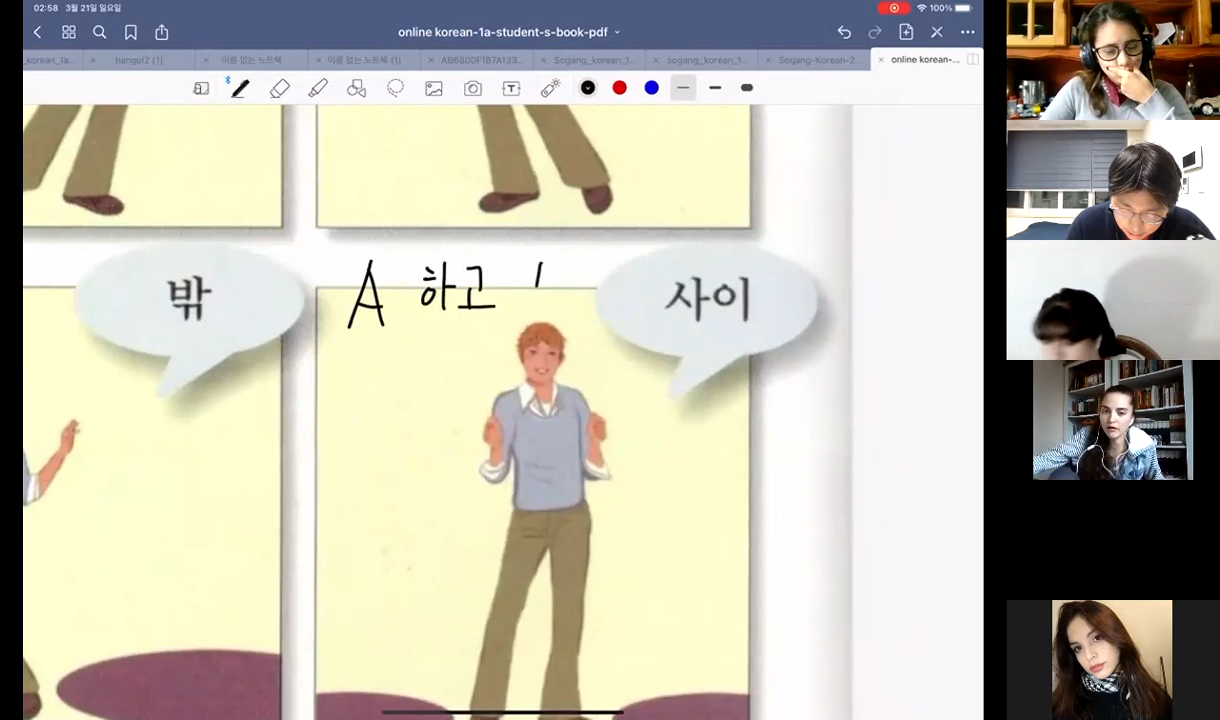 02:58 3월 21일 일요일
100%
online korean-1a-student-s-book-pdf
_korean_1a...
hangul2 (1)
이름 없는 노트북
이름 없는 노트북 (1)
Sogang_korean_1...
sogang_korean_1...
Sogang-Korean-2...
online korean-...
T
밖
A 하고
사이